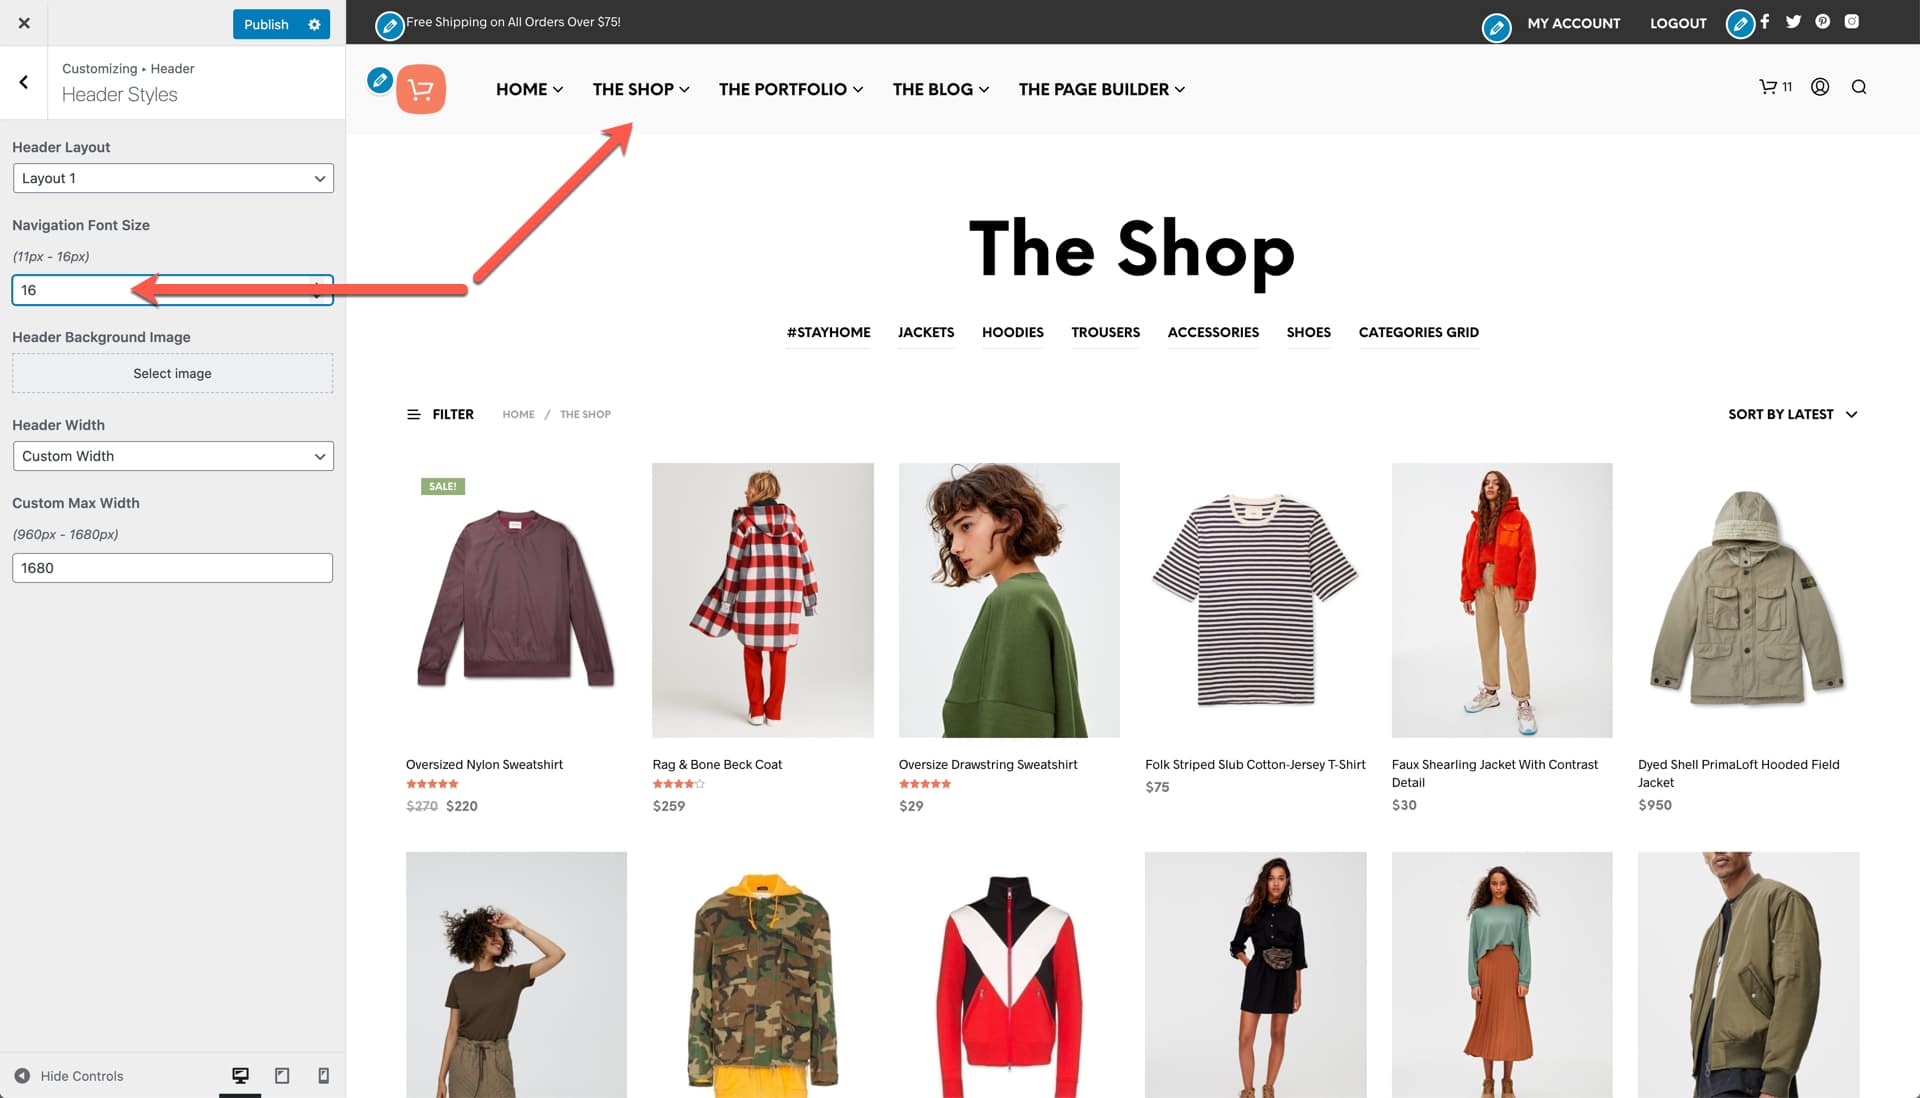 Publish
Customizing ▸ Header
Header Styles
Header Layout
Layout 1
Navigation Font Size
(11px - 16px)
16
Header Background Image
Select image
Header Width
Custom Width
Custom Max Width
(960px - 1680px)
1680
Hide Controls
Free Shipping on All Orders Over $75!
MY ACCOUNT LOGOUT
HOME THE SHOP THE PORTFOLIO THE BLOG THE PAGE BUILDER
11
The Shop
#STAYHOME JACKETS HOODIES TROUSERS ACCESSORIES SHOES CATEGORIES GRID
FILTER HOME / THE SHOP SORT BY LATEST
SALE!
Oversized Nylon Sweatshirt
$270 $220
Rag & Bone Beck Coat
$259
Oversize Drawstring Sweatshirt
$29
Folk Striped Slub Cotton-Jersey T-Shirt
$75
Faux Shearling Jacket With Contrast
Detail
$30
Dyed Shell PrimaLoft Hooded Field
Jacket
$950